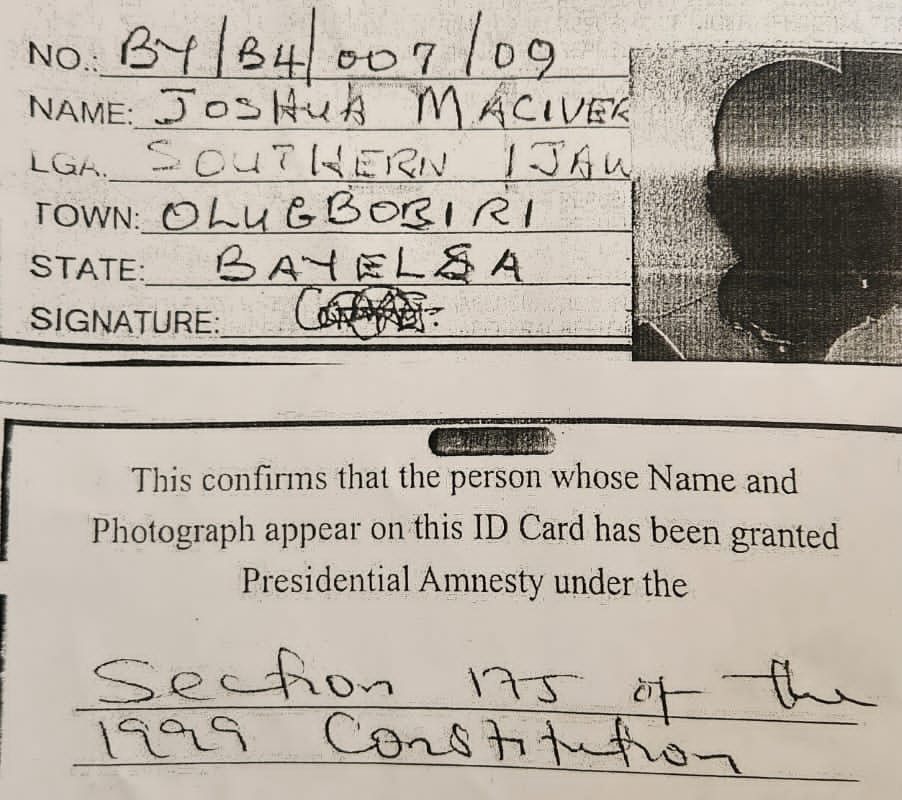 NO.: BY/B4/007/09
NAME: JOSHUA MACIVER
LGA. SOUTHERN IJAW
TOWN: OLUGBOBIRI
STATE: BAYELSA
SIGNATURE:
This confirms that the person whose Name and
Photograph appear on this ID Card has been granted
Presidential Amnesty under the
Section 175 of the
1999 Constitution